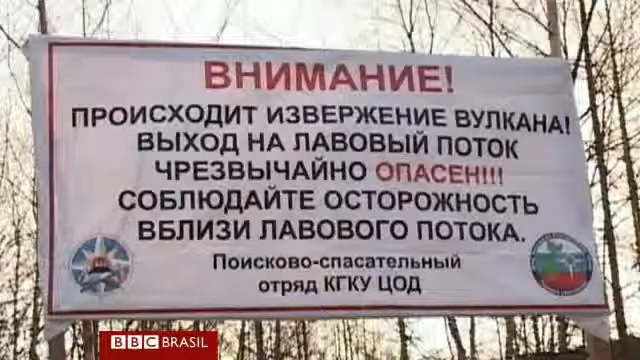 ВНИМАНИЕ!
ПРОИСХОДИТ ИЗВЕРЖЕНИЕ ВУЛКАНА!
ВЫХОД НА ЛАВОВЫЙ ПОТОК
ЧРЕЗВЫЧАЙНО ОПАСЕН!!!
СОБЛЮДАЙТЕ ОСТОРОЖНОСТЬ
ВБЛИЗИ ЛАВОВОГО ПОТОКА.
Поисково-спасательный
отряд КГКУ ЦОД
BBC BRASIL